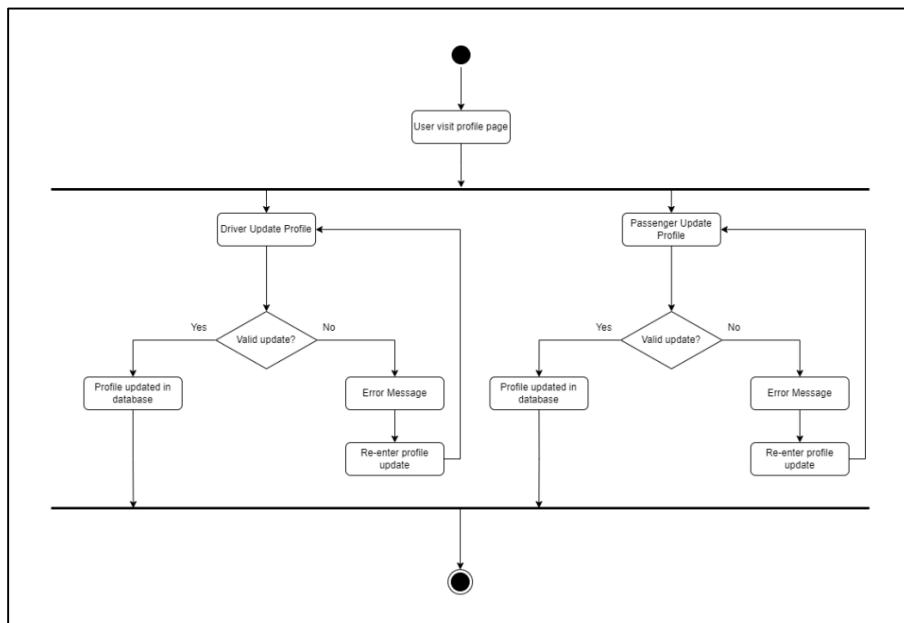 User visit profile page
Driver Update Profile
Passenger Update
Profile
Yes
Valid update?
No
Yes
Valid update?
No
Profile updated in
database
Error Message
Profile updated in
database
Error Message
Re-enter profile
update
Re-enter profile
update